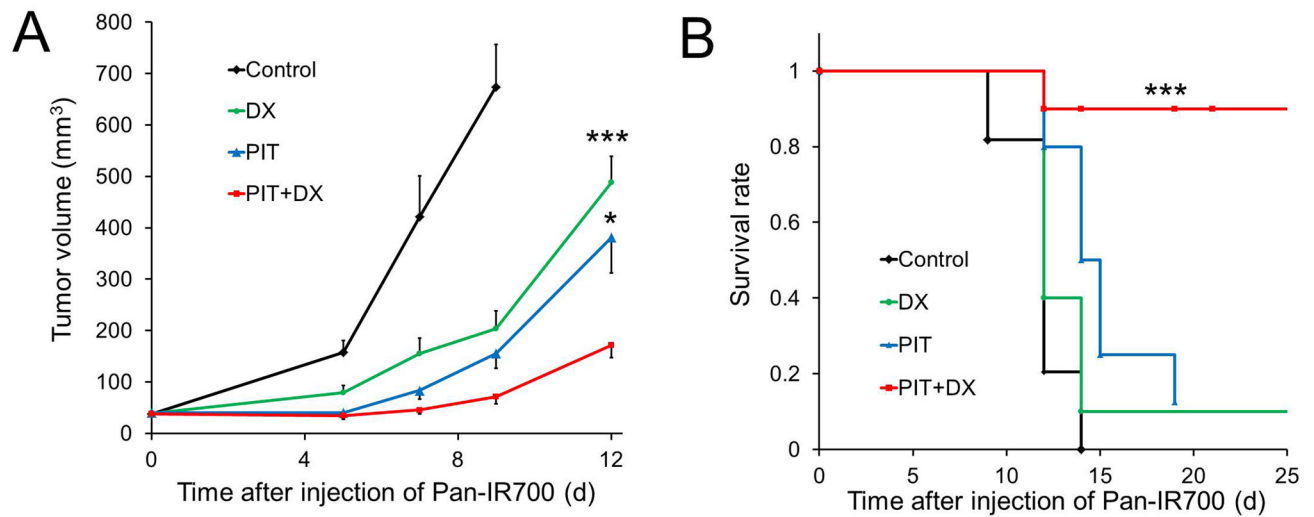 A
Tumor volume (mm³)
800
700
600
500
400
300
200
100
0
Control
DX
PIT
PIT+DX
***
*
0
4
8
12
Time after injection of Pan-IR700 (d)
B
Survival rate
1
0.8
0.6
0.4
0.2
0
***
Control
DX
PIT
PIT+DX
0
5
10
15
20
25
Time after injection of Pan-IR700 (d)